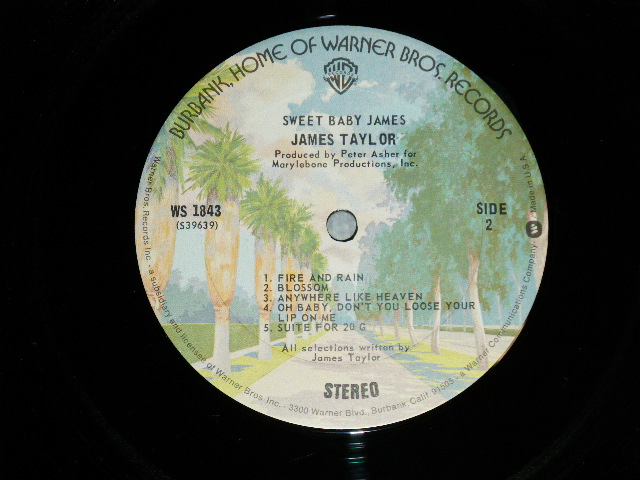 BURBANK, HOME OF WARNER BROS. RECORDS
SWEET BABY JAMES
JAMES TAYLOR
Produced by Peter Asher for
Marylebone Productions, Inc.
WS 1843
(S39639)
SIDE
2
1. FIRE AND RAIN
2. BLOSSOM
3. ANYWHERE LIKE HEAVEN
4. OH BABY, DON'T YOU LOOSE YOUR
LIP ON ME
5. SUITE FOR 20 G
All selections written by
James Taylor
STEREO
Warner Bros. Records Inc. - a subsidiary and licensee of Warner Bros. Inc. - 3300 Warner Blvd., Burbank, Calif. 91505 - a Warner Communications Company - Made in U.S.A.